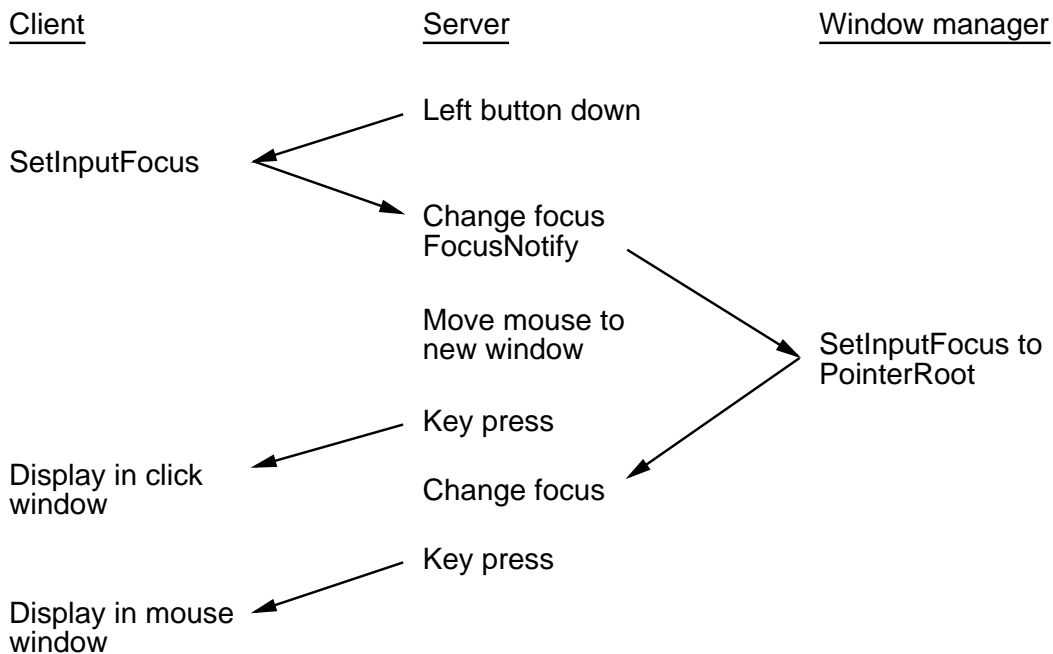 Client
Server
Window manager
Left button down
SetInputFocus
Change focus
FocusNotify
Move mouse to
new window
SetInputFocus to
PointerRoot
Key press
Display in click
window
Change focus
Key press
Display in mouse
window